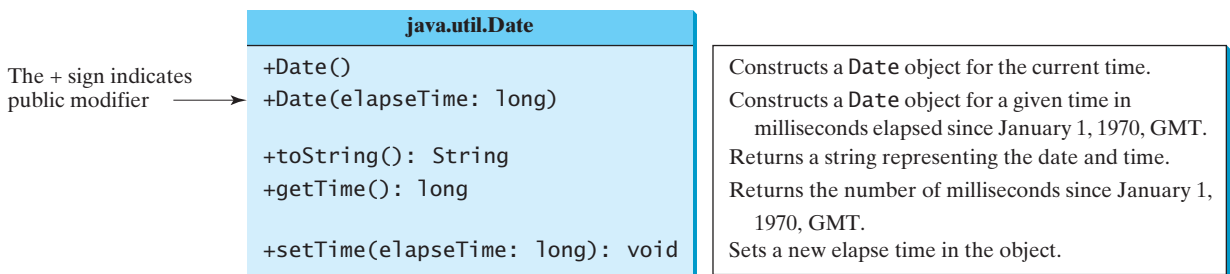 java.util.Date
The + sign indicates
public modifier
+Date()
+Date(elapseTime: long)
+toString(): String
+getTime(): long
+setTime(elapseTime: long): void
Constructs a Date object for the current time.
Constructs a Date object for a given time in
milliseconds elapsed since January 1, 1970, GMT.
Returns a string representing the date and time.
Returns the number of milliseconds since January 1,
1970, GMT.
Sets a new elapse time in the object.